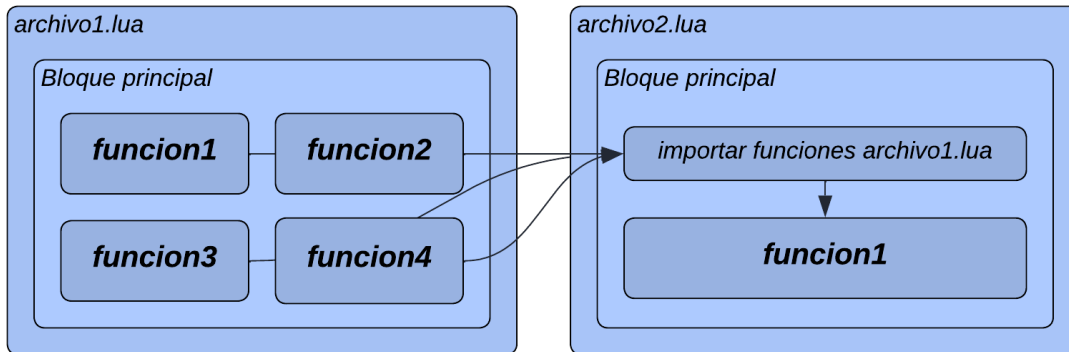 archivo1.lua
Bloque principal
funcion1
funcion2
funcion3
funcion4
archivo2.lua
Bloque principal
importar funciones archivo1.lua
funcion1